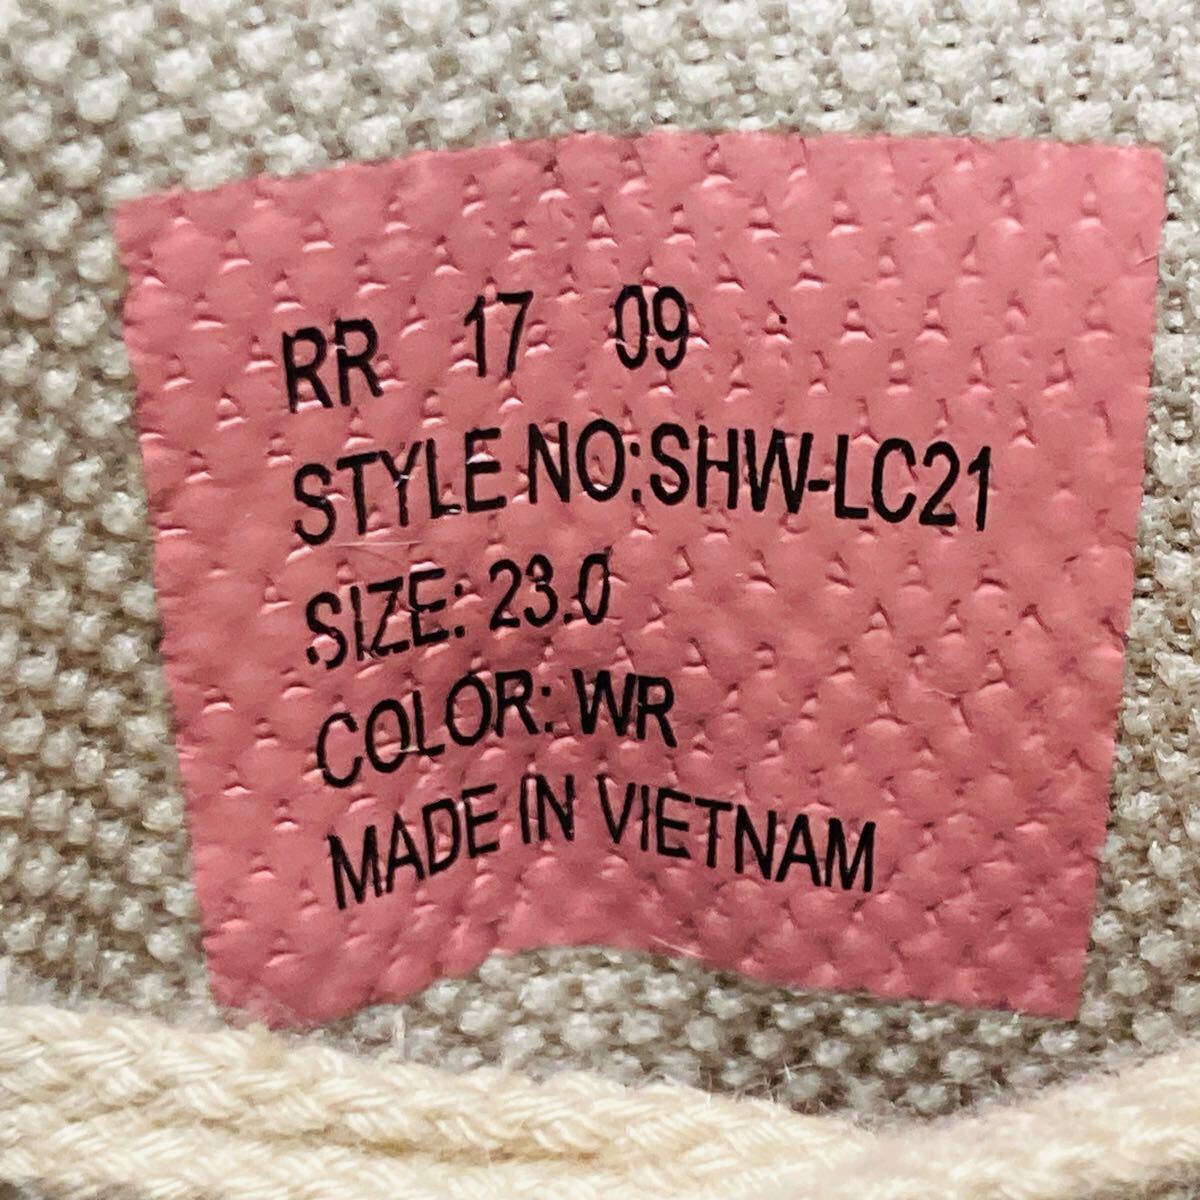 RR 17 09
STYLE NO:SHW-LC21
SIZE: 23.0
COLOR: WR
MADE IN VIETNAM